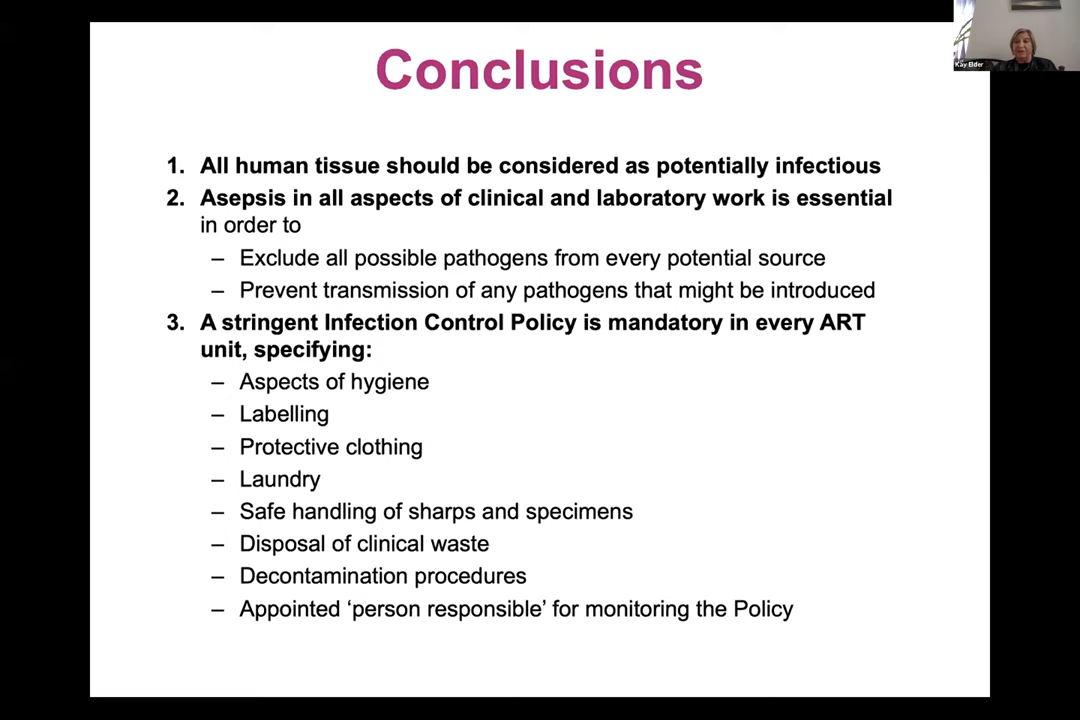 Conclusions
Kay Elder
1. All human tissue should be considered as potentially infectious
2. Asepsis in all aspects of clinical and laboratory work is essential
in order to
– Exclude all possible pathogens from every potential source
– Prevent transmission of any pathogens that might be introduced
3. A stringent Infection Control Policy is mandatory in every ART
unit, specifying:
– Aspects of hygiene
– Labelling
– Protective clothing
– Laundry
– Safe handling of sharps and specimens
– Disposal of clinical waste
– Decontamination procedures
– Appointed ‘person responsible’ for monitoring the Policy